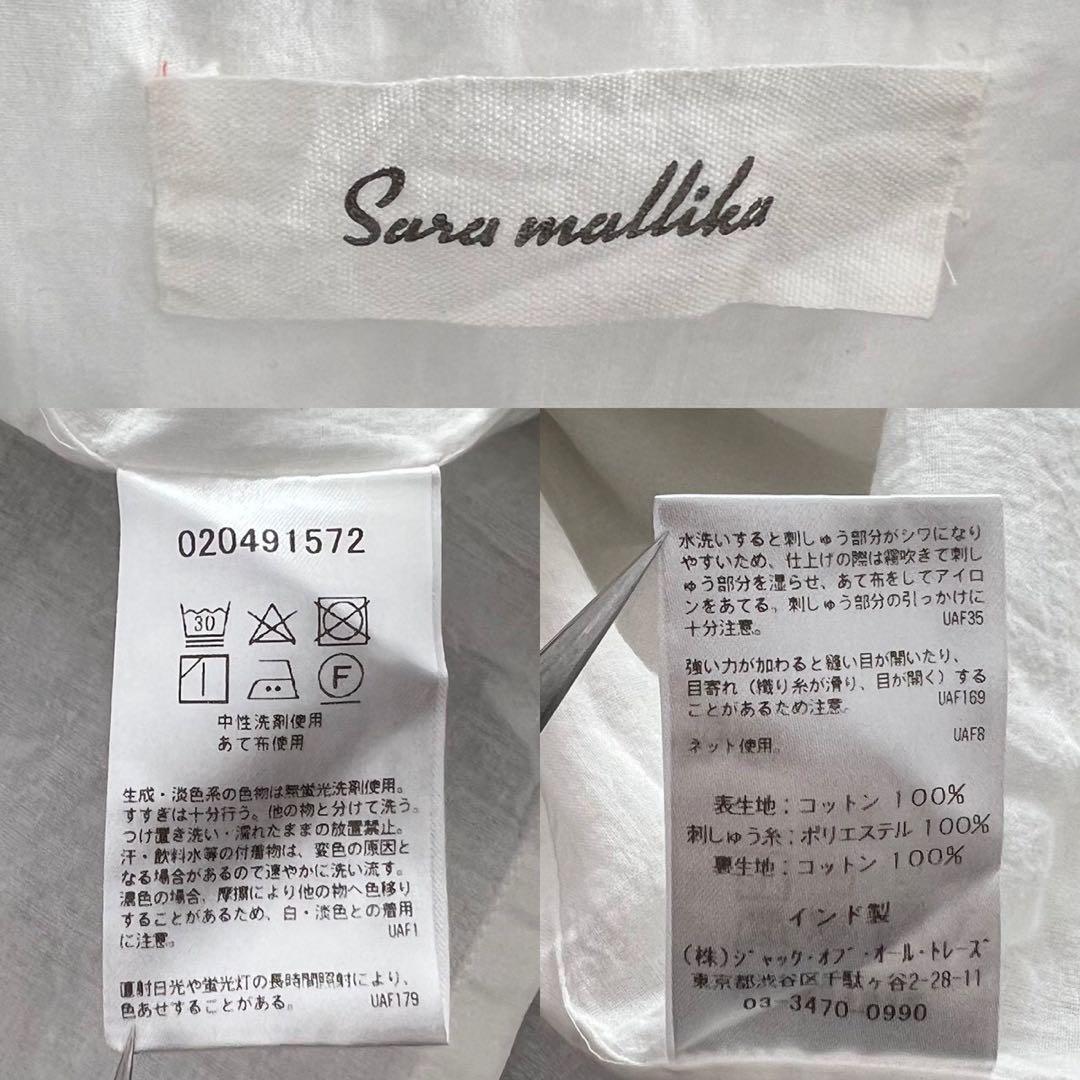 Sara mallika
020491572
30
F
中性洗剤使用
あて布使用
生成・淡色系の色物は無蛍光洗剤使用。
すすぎは十分行う。他の物と分けて洗う。
つけ置き洗い・濡れたままの放置禁止。
汗・飲料水等の付着物は、変色の原因と
なる場合があるので速やかに洗い流す。
濃色の場合、摩擦により他の物へ色移り
することがあるため、白・淡色との着用
に注意。
UAF1
直射日光や蛍光灯の長時間照射により、
色あせすることがある。
UAF179
水洗いすると刺しゅう部分がシワになり
やすいため、仕上げの際は霧吹きで刺し
ゅう部分を湿らせ、あて布をしてアイロ
ンをあてる。刺しゅう部分の引っかけに
十分注意。
UAF35
強い力が加わると縫い目が開いたり、
目寄れ（織り糸が滑り、目が開く）する
ことがあるため注意。
UAF169
UAF8
ネット使用。
表生地：コットン 100%
刺しゅう糸：ポリエステル 100%
裏生地：コットン 100%
インド製
(株)ジャック・オブ・オール・トレーズ
東京都渋谷区千駄ヶ谷2-28-11
03-3470-0990